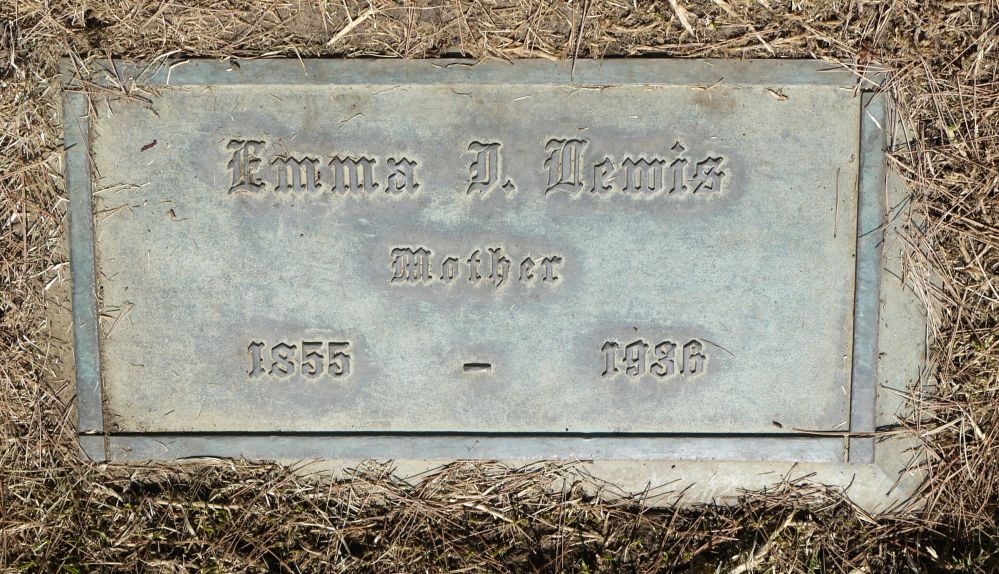 Emma J. Lewis
Mother
1855 – 1936